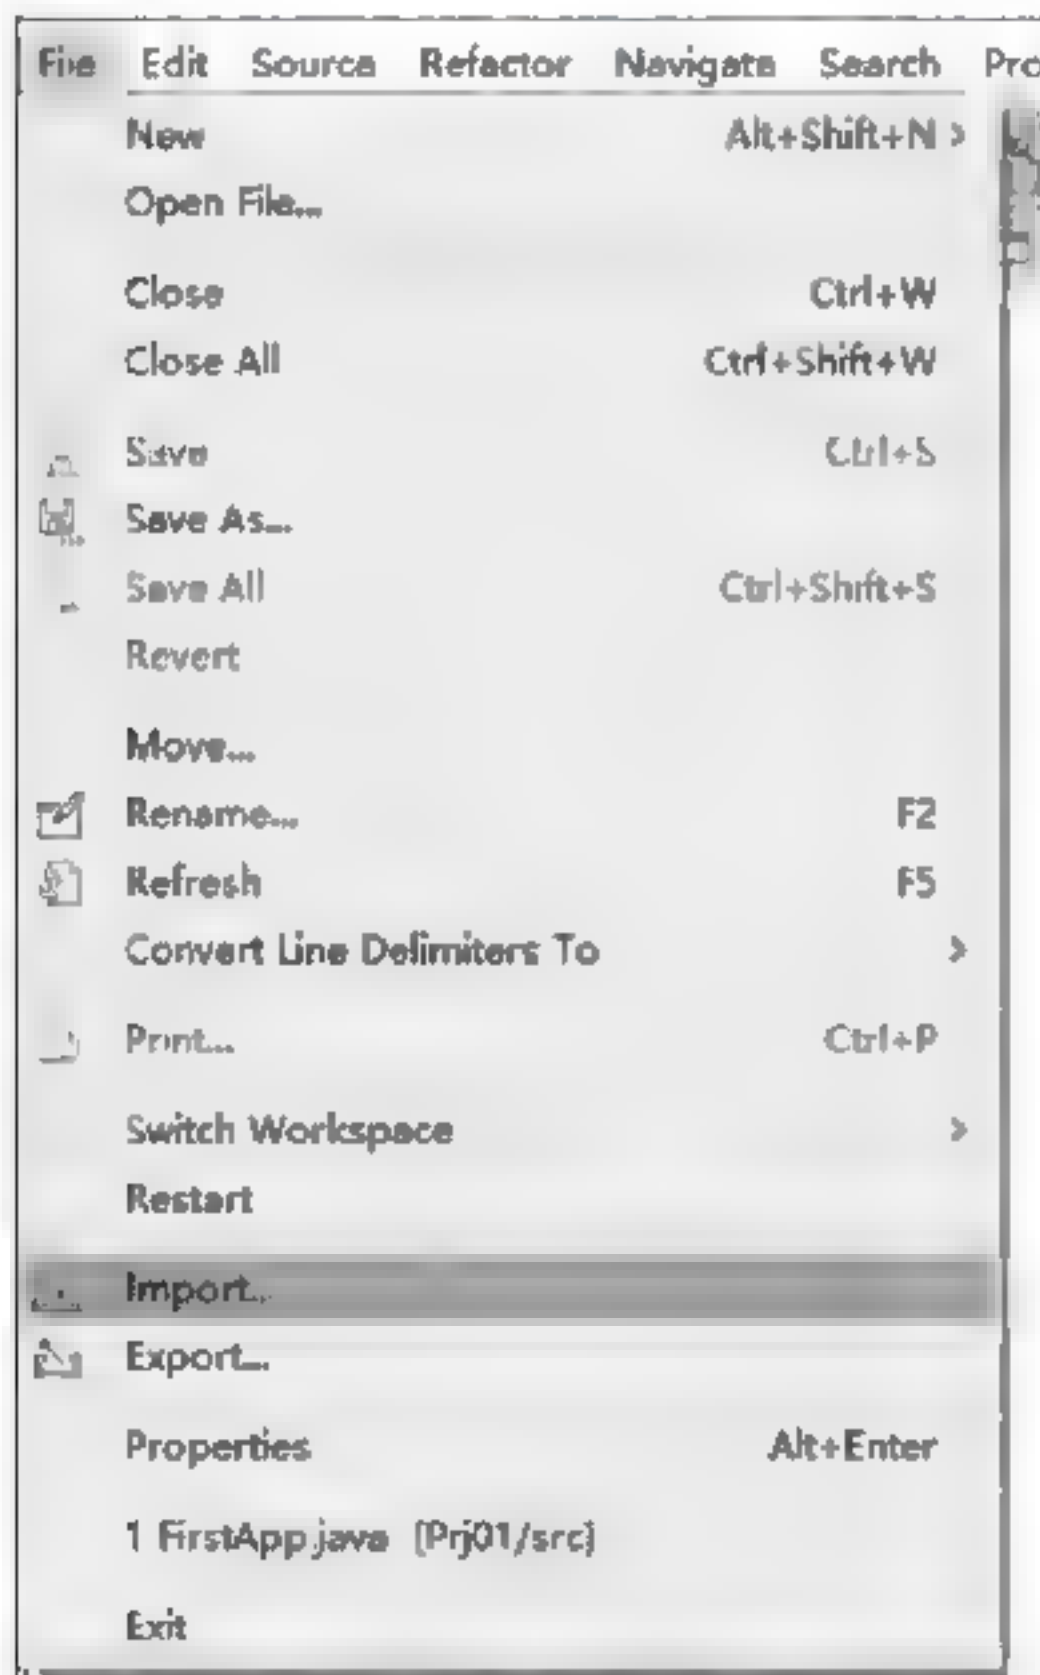 File Edit Source Refactor Navigate Search Pro
New Alt+Shift+N >
Open File...
Close Ctrl+W
Close All Ctrl+Shift+W
Save Ctrl+S
Save As...
Save All Ctrl+Shift+S
Revert
Move...
Rename... F2
Refresh F5
Convert Line Delimiters To >
Print... Ctrl+P
Switch Workspace >
Restart
Import...
Export...
Properties Alt+Enter
1 FirstApp.java [Prj01/src]
Exit